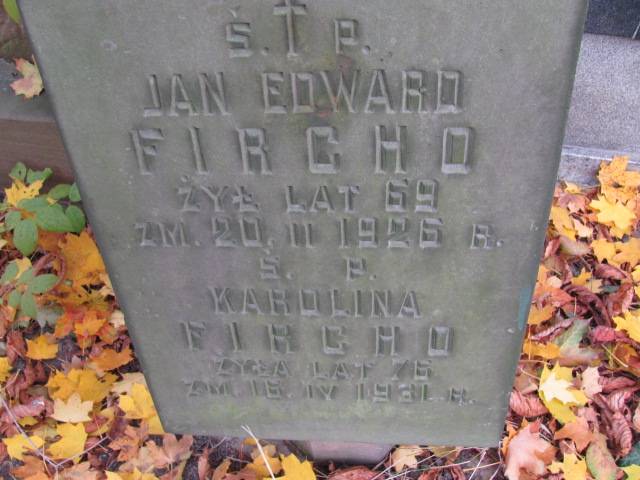 Ś. P.
JAN EDWARD
FIRCHO
ŻYŁ LAT 69
ZM. 20. II 1926 R.
Ś. P.
KAROLINA
FIRCHO
ŻYŁA LAT 76
ZM. 16. IV 1931. R.